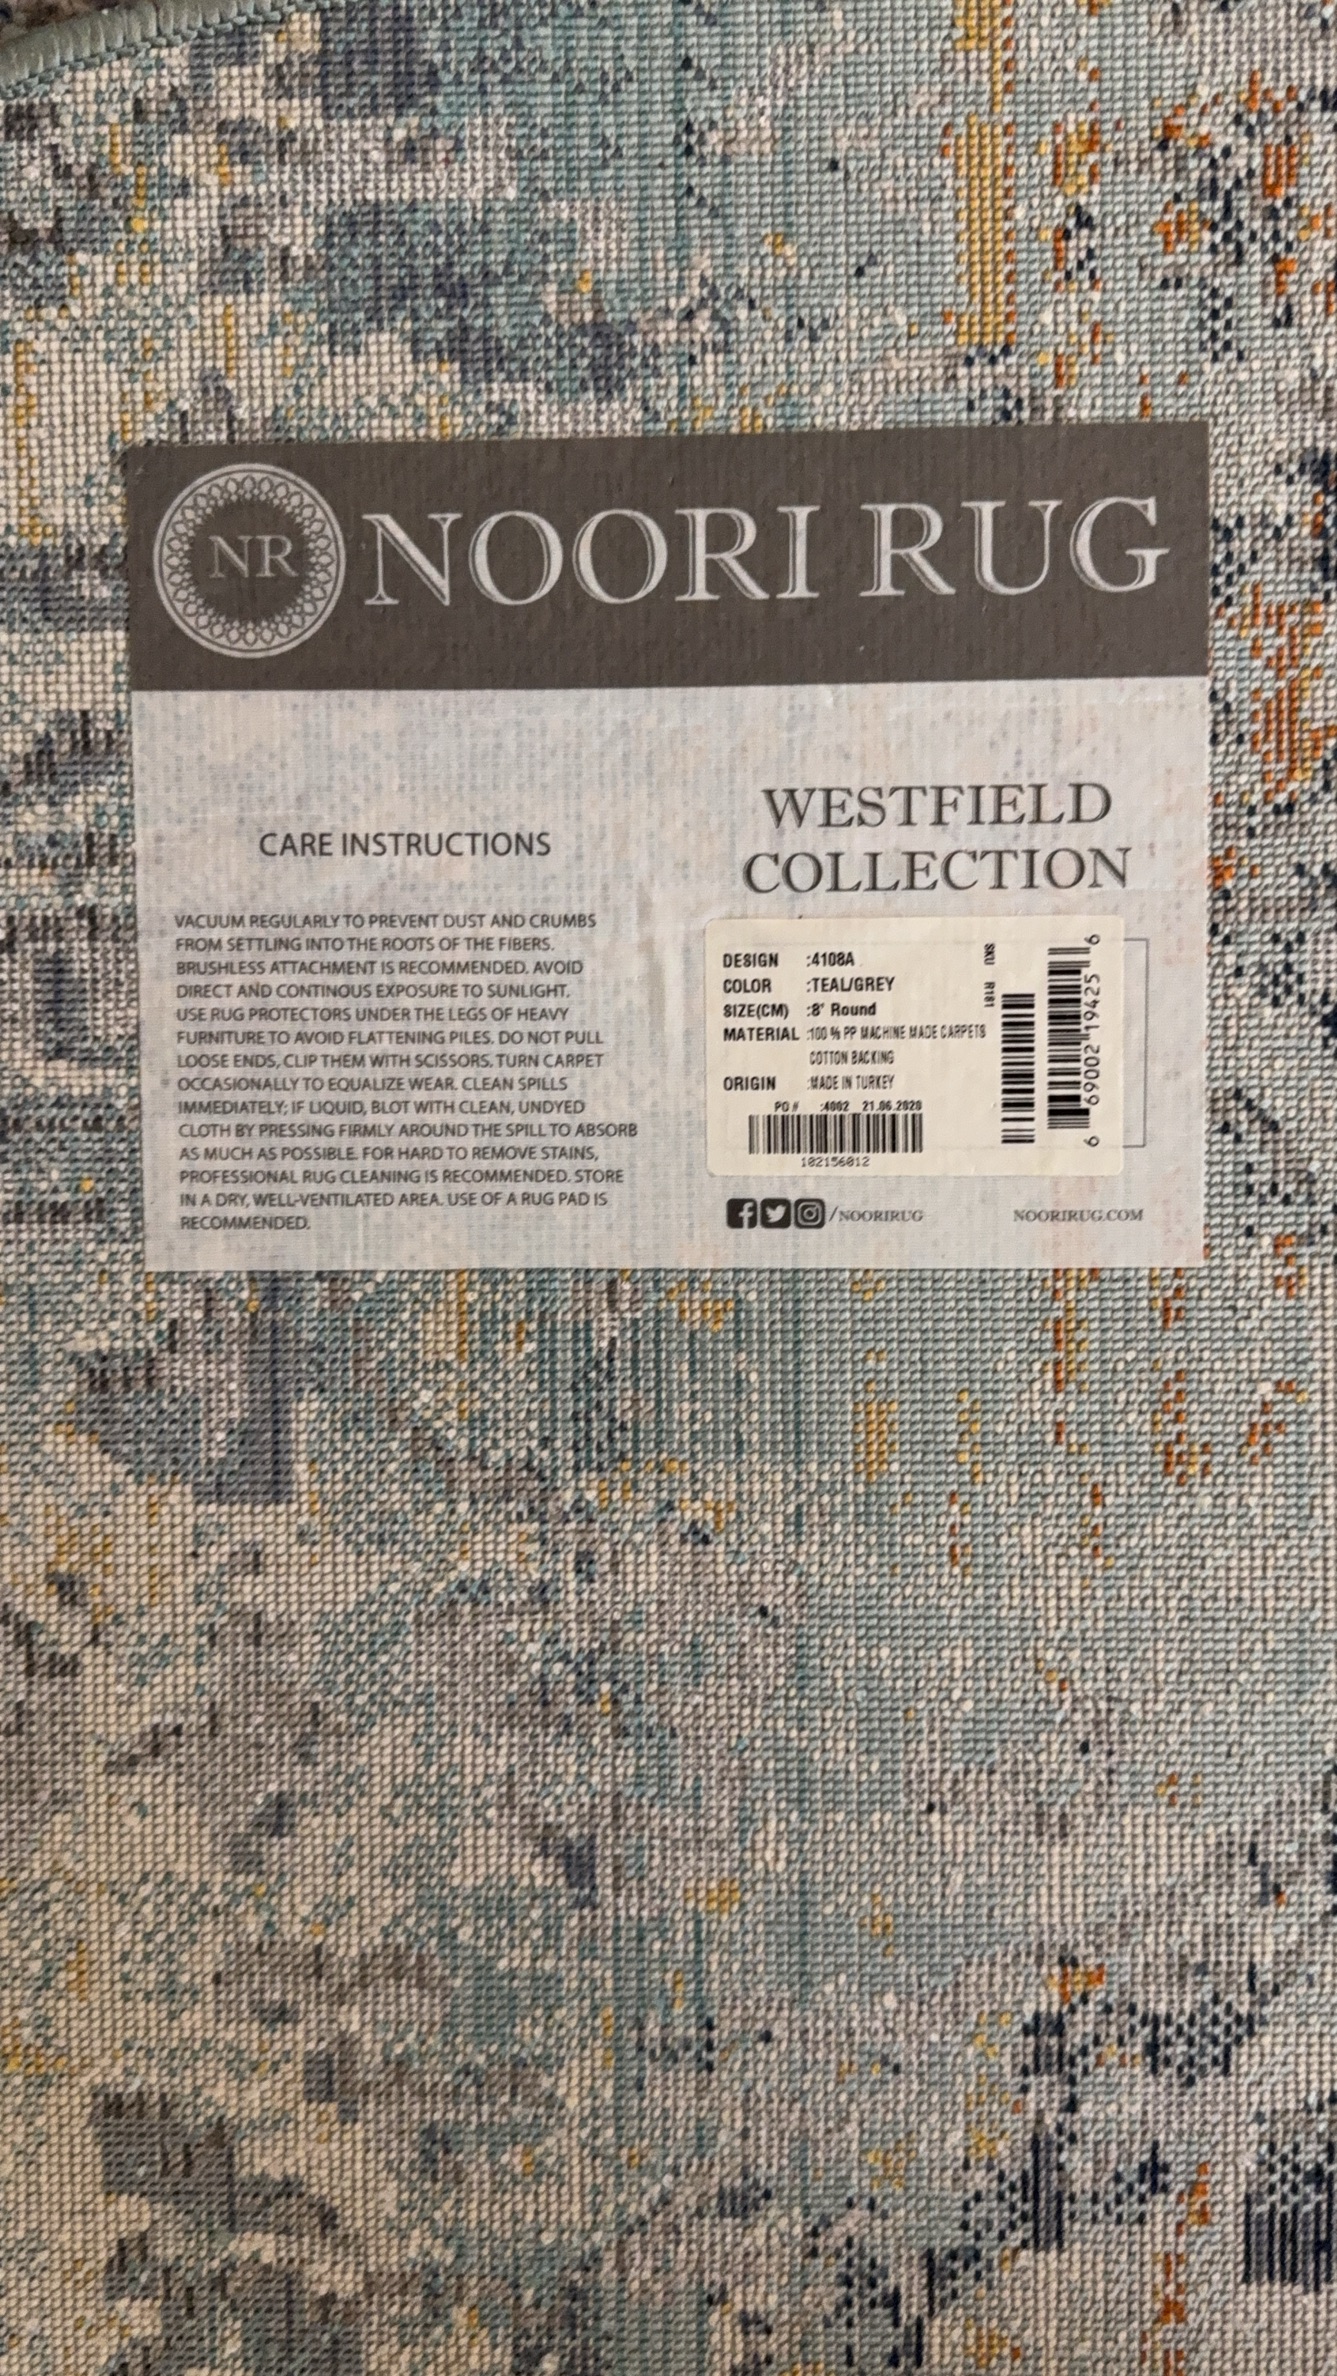 NR NOORI RUG
CARE INSTRUCTIONS
VACUUM REGULARLY TO PREVENT DUST AND CRUMBS
FROM SETTLING INTO THE ROOTS OF THE FIBERS.
BRUSHLESS ATTACHMENT IS RECOMMENDED. AVOID
DIRECT AND CONTINOUS EXPOSURE TO SUNLIGHT.
USE RUG PROTECTORS UNDER THE LEGS OF HEAVY
FURNITURE TO AVOID FLATTENING PILES. DO NOT PULL
LOOSE ENDS, CLIP THEM WITH SCISSORS. TURN CARPET
OCCASIONALLY TO EQUALIZE WEAR. CLEAN SPILLS
IMMEDIATELY; IF LIQUID, BLOT WITH CLEAN, UNDYED
CLOTH BY PRESSING FIRMLY AROUND THE SPILL TO ABSORB
AS MUCH AS POSSIBLE. FOR HARD TO REMOVE STAINS,
PROFESSIONAL RUG CLEANING IS RECOMMENDED. STORE
IN A DRY, WELL-VENTILATED AREA. USE OF A RUG PAD IS
RECOMMENDED.
WESTFIELD
COLLECTION
DESIGN :4108A
COLOR :TEAL/GREY
SIZE(CM) :8' Round
MATERIAL :100 % PP MACHINE MADE CARPETS
COTTON BACKING
ORIGIN :MADE IN TURKEY
PO# :4002 21.06.2020
102156012
SKU R181
6 69002 19425 6
/NOORIRUG
NOORIRUG.COM